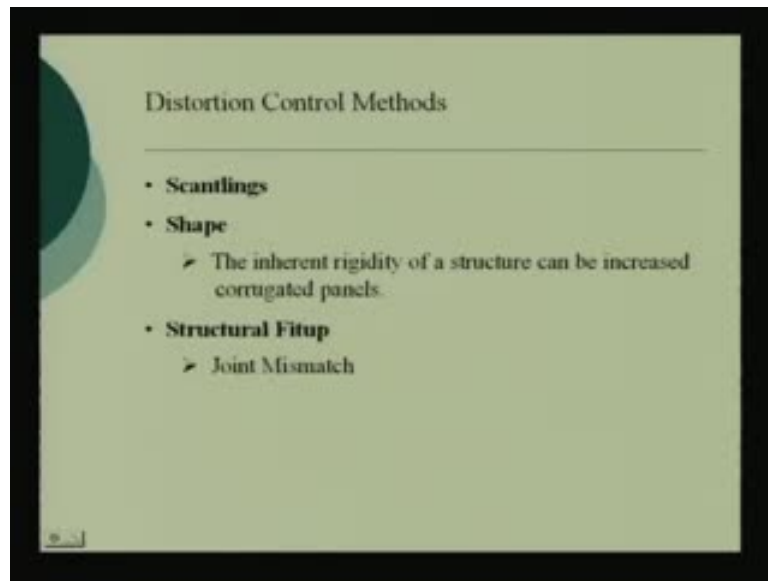 Distortion Control Methods
• Scantlings
• Shape
➢ The inherent rigidity of a structure can be increased
corrugated panels.
• Structural Fitup
➢ Joint Mismatch